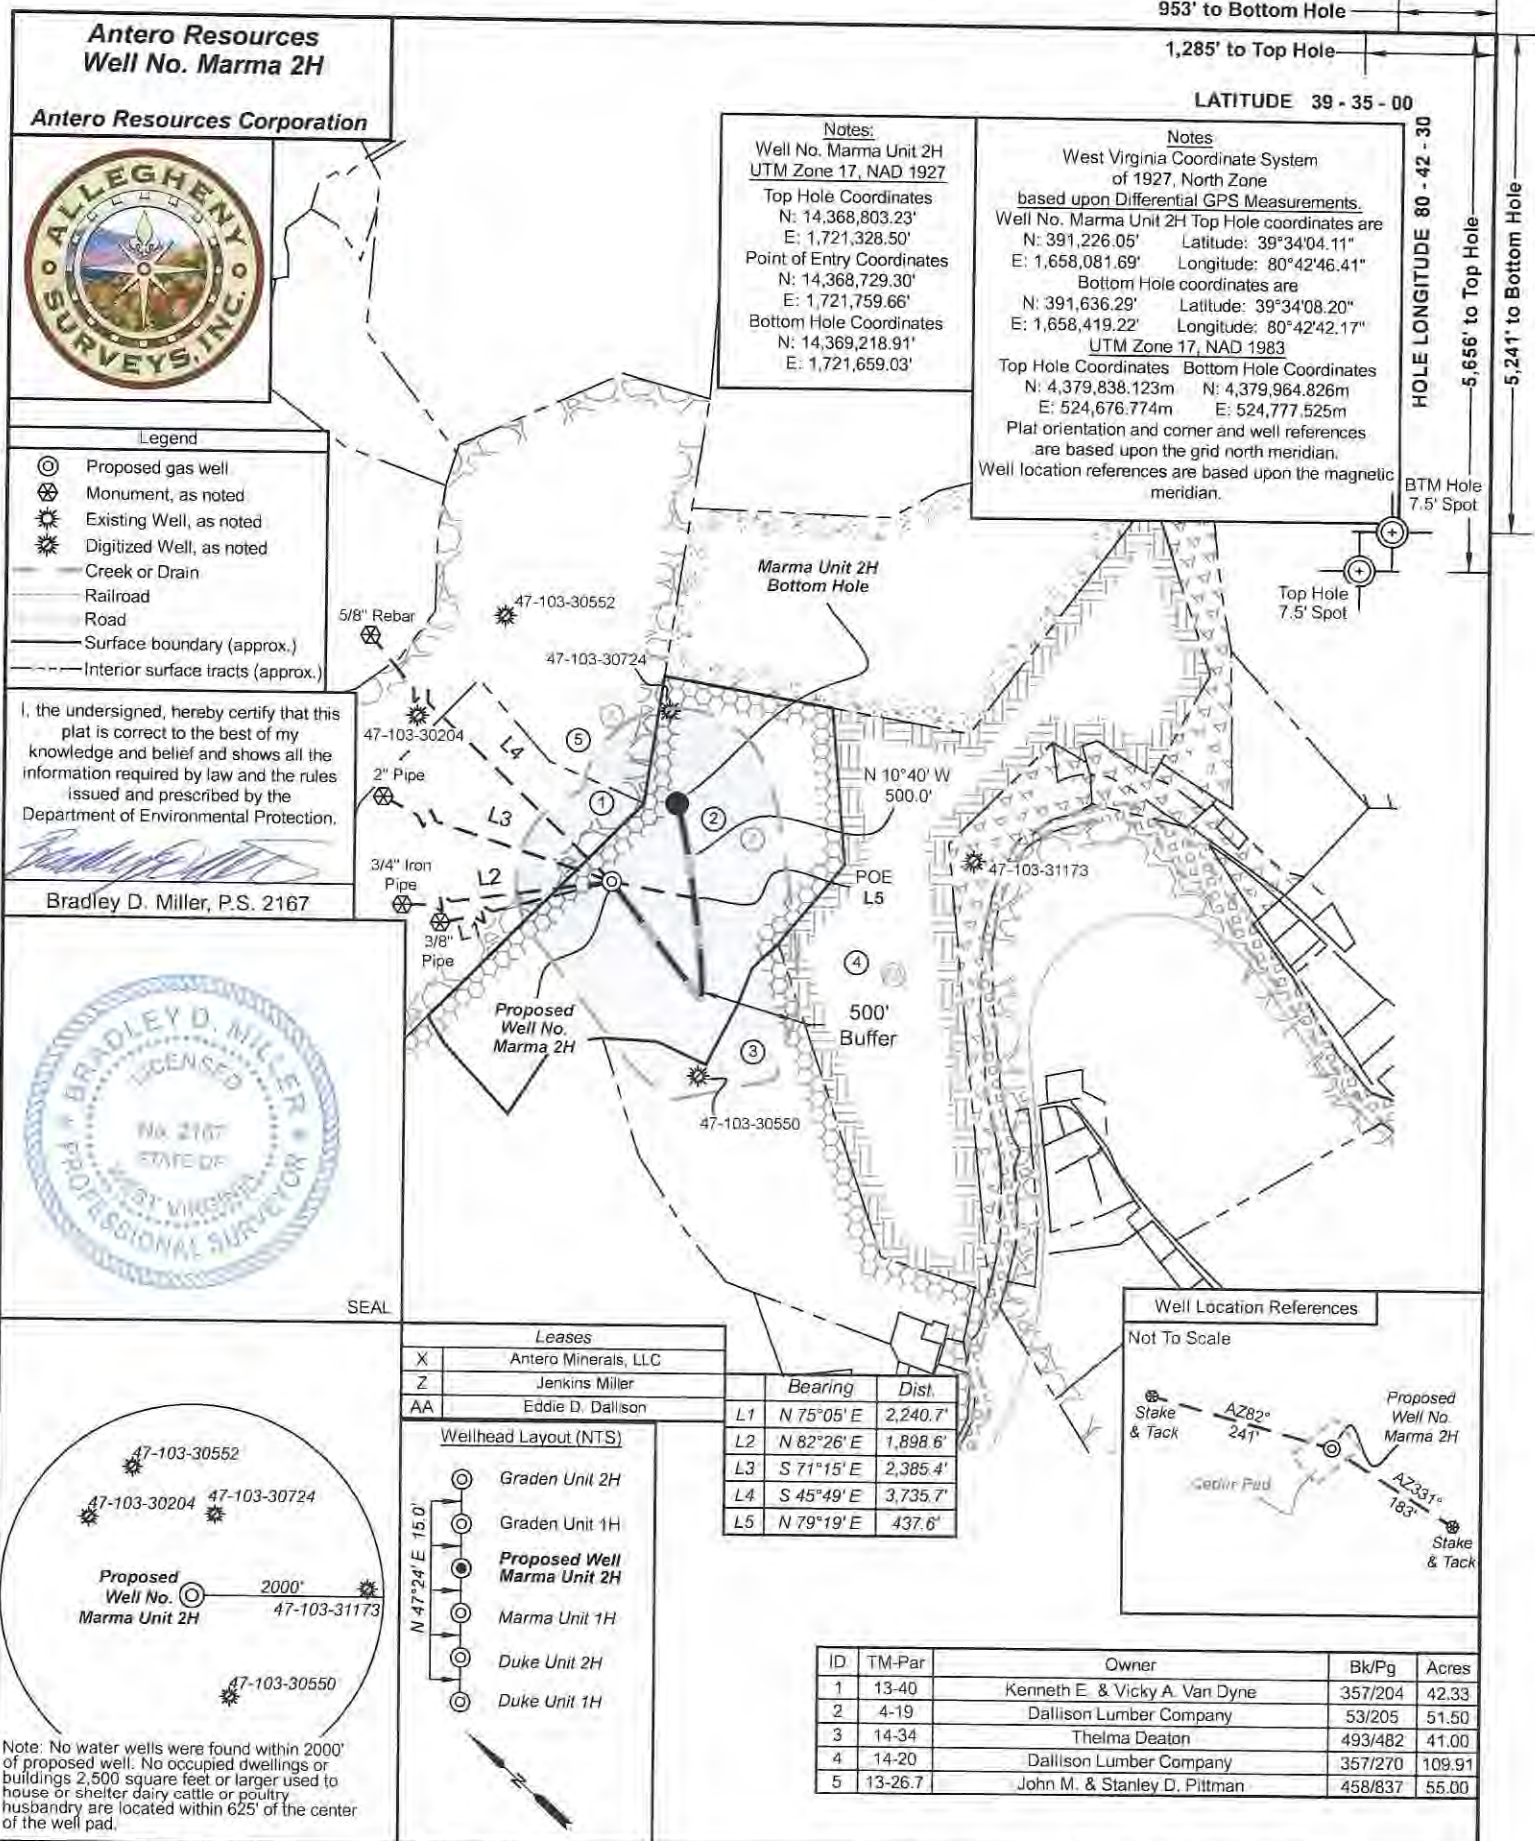 953' to Bottom Hole
1,285' to Top Hole
Antero Resources
Well No. Marma 2H
Antero Resources Corporation
ALLEGHENY
SURVEYS, INC.
LATITUDE 39 - 35 - 00
HOLE LONGITUDE 80 - 42 - 30
5,656' to Top Hole
5,241' to Bottom Hole
Notes:
Well No. Marma Unit 2H
UTM Zone 17, NAD 1927
Top Hole Coordinates
N: 14,368,803.23'
E: 1,721,328.50'
Point of Entry Coordinates
N: 14,368,729.30'
E: 1,721,759.66'
Bottom Hole Coordinates
N: 14,369,218.91'
E: 1,721,659.03'
Notes
West Virginia Coordinate System
of 1927, North Zone
based upon Differential GPS Measurements.
Well No. Marma Unit 2H Top Hole coordinates are
N: 391,226.05' Latitude: 39°34'04.11"
E: 1,658,081.69' Longitude: 80°42'46.41"
Bottom Hole coordinates are
N: 391,636.29' Latitude: 39°34'08.20"
E: 1,658,419.22' Longitude: 80°42'42.17"
UTM Zone 17, NAD 1983
Top Hole Coordinates Bottom Hole Coordinates
N: 4,379,838.123m N: 4,379,964.826m
E: 524,676.774m E: 524,777.525m
Plat orientation and corner and well references
are based upon the grid north meridian.
Well location references are based upon the magnetic
meridian.
BTM Hole
7.5' Spot
Top Hole
7.5' Spot
Legend
Proposed gas well
Monument, as noted
Existing Well, as noted
Digitized Well, as noted
Creek or Drain
Railroad
Road
Surface boundary (approx.)
Interior surface tracts (approx.)
I, the undersigned, hereby certify that this
plat is correct to the best of my
knowledge and belief and shows all the
information required by law and the rules
issued and prescribed by the
Department of Environmental Protection.
Bradley D. Miller, P.S. 2167
BRADLEY D. MILLER
LICENSED
No. 2167
STATE OF
WEST VIRGINIA
PROFESSIONAL SURVEYOR
SEAL
5/8" Rebar
47-103-30552
47-103-30724
Marma Unit 2H
Bottom Hole
47-103-30204
L4
5
2" Pipe
L3
1
2
N 10°40' W
500.0'
3/4" Iron
Pipe
L2
POE
L5
47-103-31173
3/8"
Pipe
L1
4
500'
Buffer
Proposed
Well No.
Marma 2H
3
47-103-30550
Leases
X Antero Minerals, LLC
Z Jenkins Miller
AA Eddie D. Dallison
Bearing Dist.
L1 N 75°05' E 2,240.7'
L2 N 82°26' E 1,898.6'
L3 S 71°15' E 2,385.4'
L4 S 45°49' E 3,735.7'
L5 N 79°19' E 437.6'
Wellhead Layout (NTS)
N 47°24' E 15.0'
Graden Unit 2H
Graden Unit 1H
Proposed Well
Marma Unit 2H
Marma Unit 1H
Duke Unit 2H
Duke Unit 1H
N
Well Location References
Not To Scale
Stake
& Tack
AZ82°
241'
Proposed
Well No.
Marma 2H
Cedar Pad
AZ331°
183'
Stake
& Tack
47-103-30552
47-103-30204 47-103-30724
Proposed
Well No.
Marma Unit 2H
2000'
47-103-31173
47-103-30550
Note: No water wells were found within 2000'
of proposed well. No occupied dwellings or
buildings 2,500 square feet or larger used to
house or shelter dairy cattle or poultry
husbandry are located within 625' of the center
of the well pad.
ID TM-Par Owner Bk/Pg Acres
1 13-40 Kenneth E. & Vicky A. Van Dyne 357/204 42.33
2 4-19 Dallison Lumber Company 53/205 51.50
3 14-34 Thelma Deaton 493/482 41.00
4 14-20 Dallison Lumber Company 357/270 109.91
5 13-26.7 John M. & Stanley D. Pittman 458/837 55.00